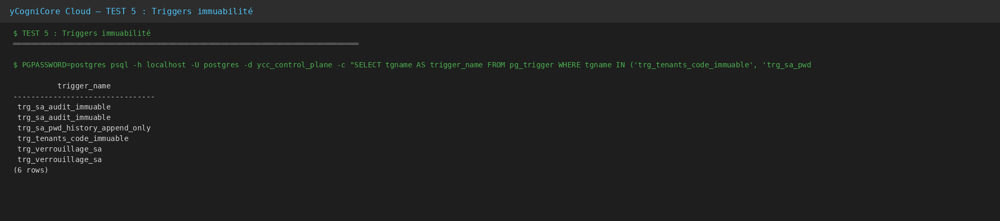 yCogniCore Cloud — TEST 5 : Triggers immuabilité
$ TEST 5 : Triggers immuabilité
══════════════════════════════════════════════════════════════════════════════
$ PGPASSWORD=postgres psql -h localhost -U postgres -d ycc_control_plane -c "SELECT tgname AS trigger_name FROM pg_trigger WHERE tgname IN ('trg_tenants_code_immuable', 'trg_sa_pwd
trigger_name
--------------------------------
trg_sa_audit_immuable
trg_sa_audit_immuable
trg_sa_pwd_history_append_only
trg_tenants_code_immuable
trg_verrouillage_sa
trg_verrouillage_sa
(6 rows)